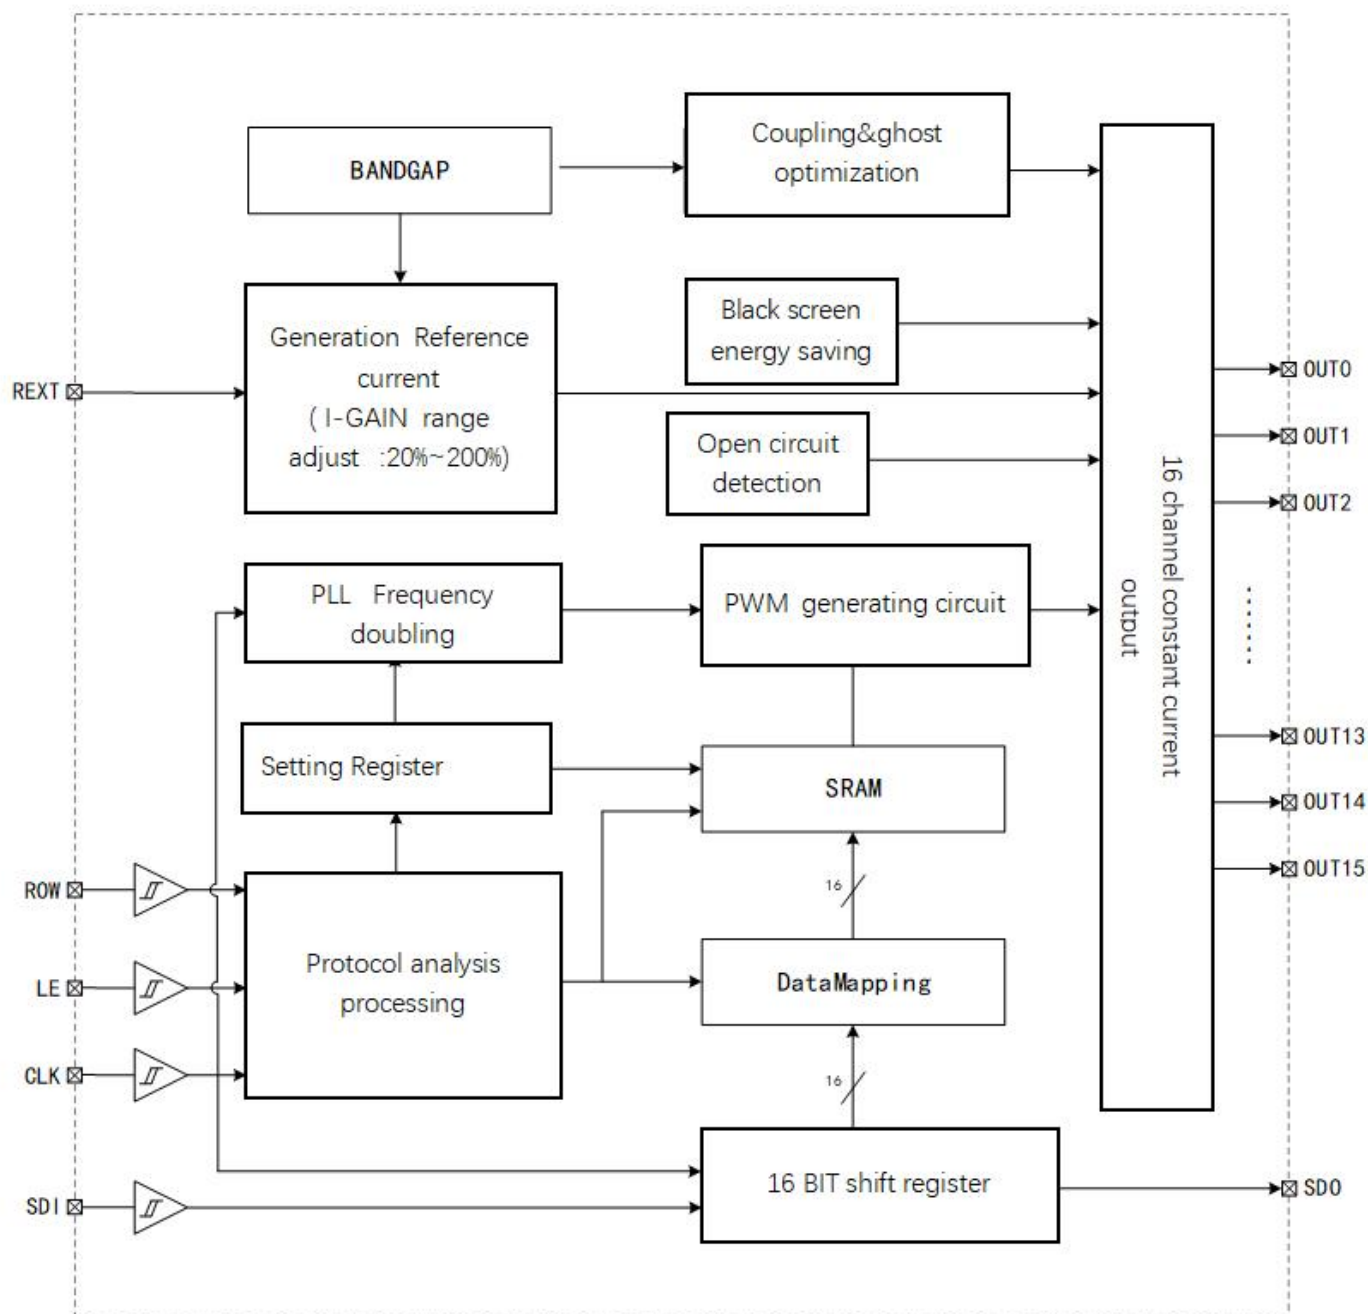 Coupling&ghost
optimization
BANDGAP
Black screen
energy saving
Generation Reference
current
( I-GAIN range
adjust :20%~200%)
REXT
OUT0
Open circuit
detection
OUT1
OUT2
16 channel constant current
output
PLL Frequency
doubling
PWM generating circuit
.......
Setting Register
SRAM
OUT13
OUT14
OUT15
ROW
16
LE
Protocol analysis
processing
DataMapping
CLK
16
16 BIT shift register
SDI
SDO